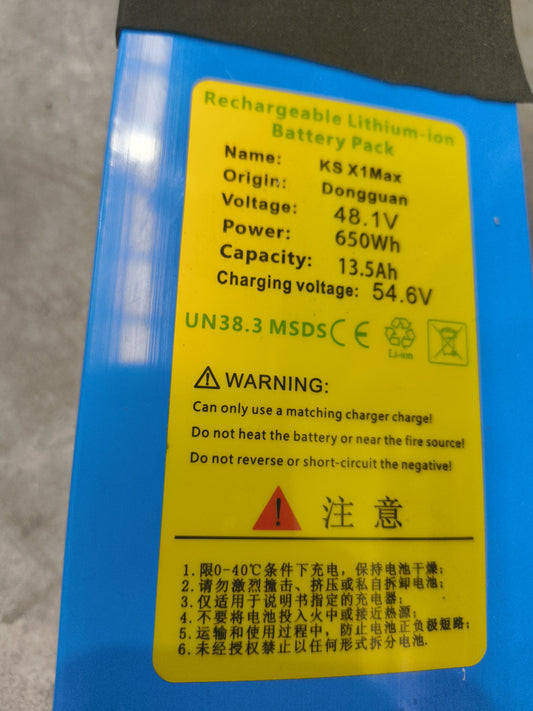 Rechargeable Lithium-ion
Battery Pack
Name: KS X1Max
Origin: Dongguan
Voltage: 48.1V
Power: 650Wh
Capacity: 13.5Ah
Charging voltage: 54.6V
UN38.3 MSDS CE
Li-ion
WARNING:
Can only use a matching charger charge!
Do not heat the battery or near the fire source!
Do not reverse or short-circuit the negative!
注意
1.限0-40℃条件下充电，保持电池干燥；
2.请勿激烈撞击、挤压或私自拆卸电池；
3.仅适用于说明书指定的充电器；
4.不要将电池投入火中或接近热源；
5.运输和使用过程中，防止电池正负极短路；
6.未经授权禁止以任何形式拆分电池.